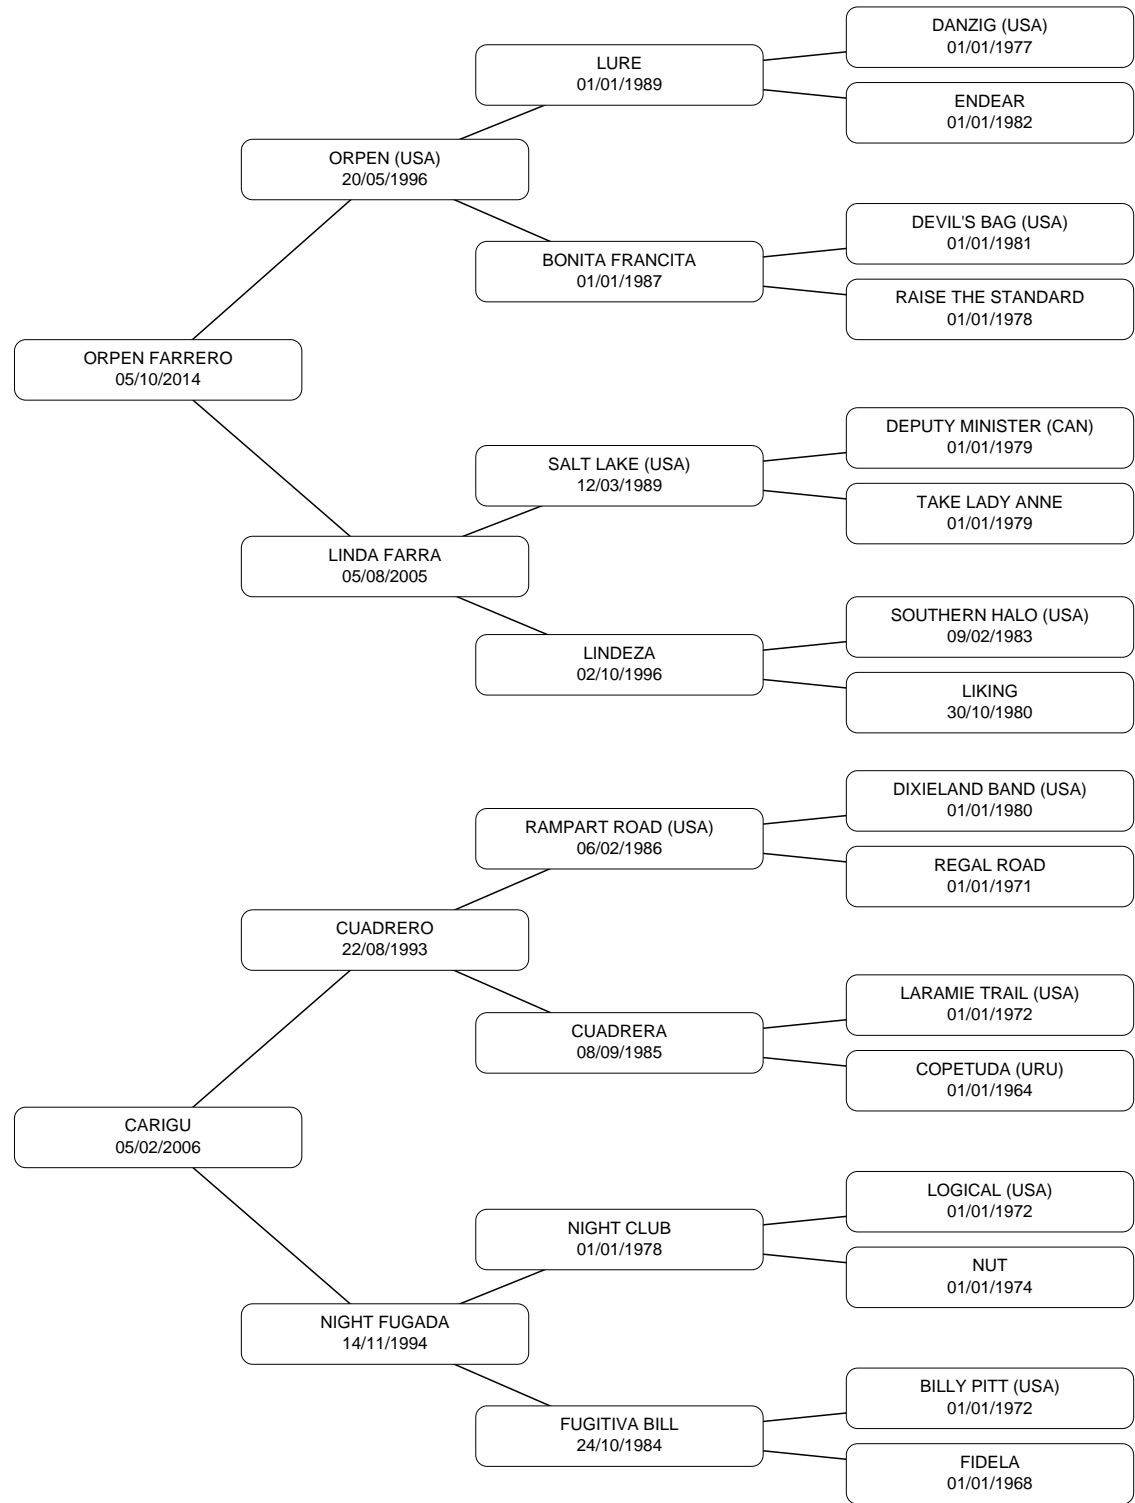 DANZIG (USA)
01/01/1977
LURE
01/01/1989
ENDEAR
01/01/1982
ORPEN (USA)
20/05/1996
DEVIL'S BAG (USA)
01/01/1981
BONITA FRANCITA
01/01/1987
RAISE THE STANDARD
01/01/1978
ORPEN FARRERO
05/10/2014
DEPUTY MINISTER (CAN)
01/01/1979
SALT LAKE (USA)
12/03/1989
TAKE LADY ANNE
01/01/1979
LINDA FARRA
05/08/2005
SOUTHERN HALO (USA)
09/02/1983
LINDEZA
02/10/1996
LIKING
30/10/1980
DIXIELAND BAND (USA)
01/01/1980
RAMPART ROAD (USA)
06/02/1986
REGAL ROAD
01/01/1971
CUADRERO
22/08/1993
LARAMIE TRAIL (USA)
01/01/1972
CUADRERA
08/09/1985
COPETUDA (URU)
01/01/1964
CARIGU
05/02/2006
LOGICAL (USA)
01/01/1972
NIGHT CLUB
01/01/1978
NUT
01/01/1974
NIGHT FUGADA
14/11/1994
BILLY PITT (USA)
01/01/1972
FUGITIVA BILL
24/10/1984
FIDELA
01/01/1968